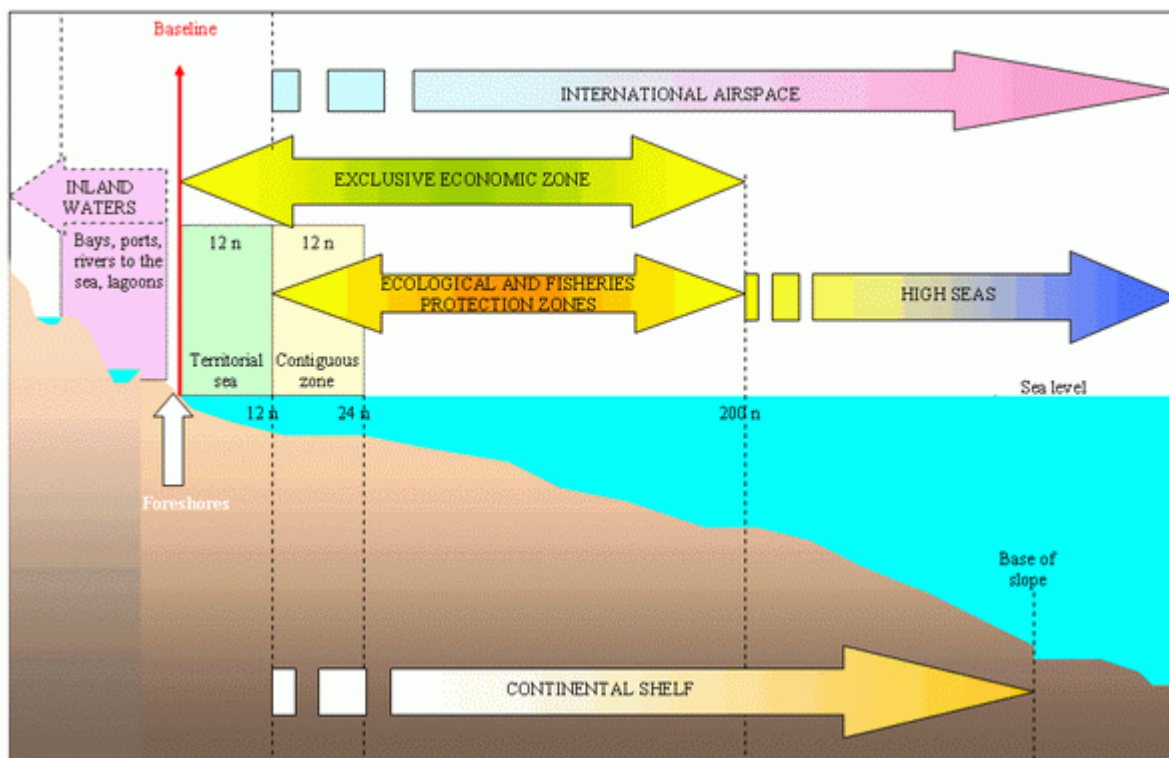 Baseline
INTERNATIONAL AIRSPACE
EXCLUSIVE ECONOMIC ZONE
INLAND
WATERS
Bays, ports,
rivers to the
sea, lagoons
12 n
12 n
ECOLOGICAL AND FISHERIES
PROTECTION ZONES
HIGH SEAS
Territorial
sea
Contiguous
zone
Sea level
12 n
24 n
200 n
Foreshores
Base of
slope
CONTINENTAL SHELF